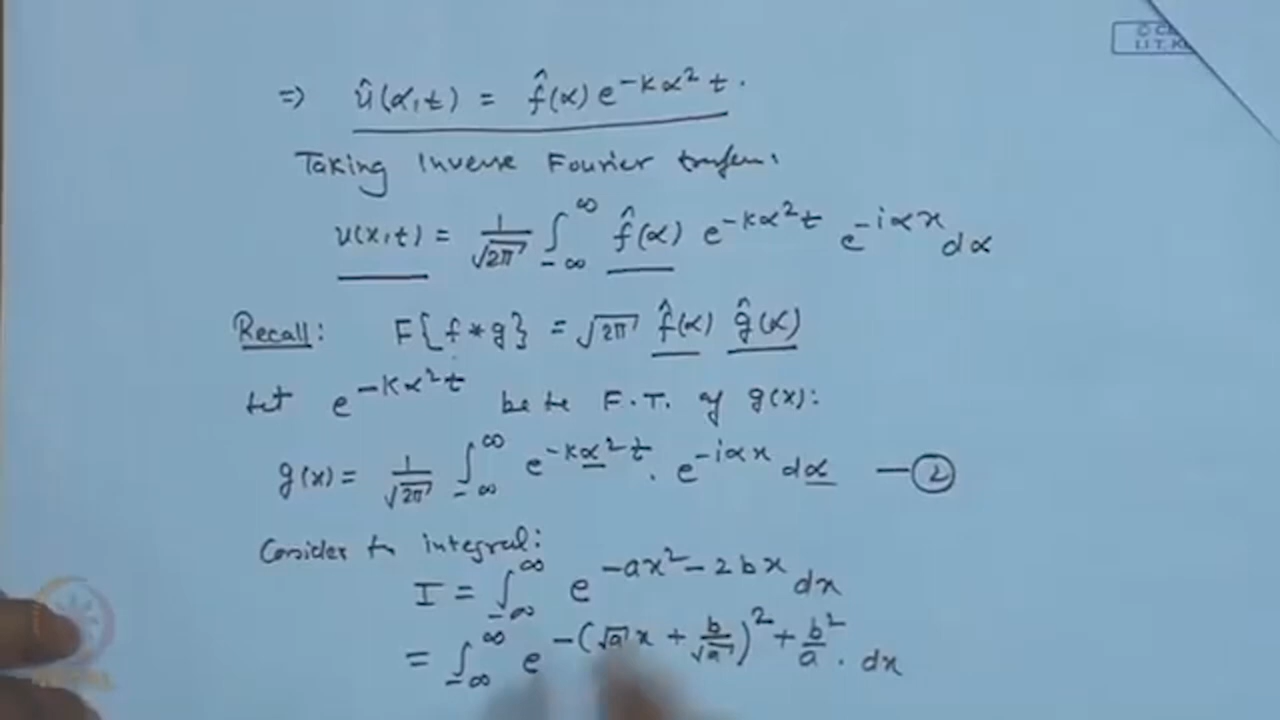 © C
I.I.T. K
⇒ û(α,t) = f̂(α) e^{-kα²t}.
Taking Inverse Fourier
u(x,t) = 1/√2π ∫_{-∞}^{∞} f̂(α) e^{-kα²t} e^{-iαx} dα
Recall: F{f*g} = √2π f̂(α) ĝ(α)
Let e^{-kα²t} be the F.T. of g(x):
g(x) = 1/√2π ∫_{-∞}^{∞} e^{-kα²t}. e^{-iαx} dα —②
Consider the integral:
I = ∫_{-∞}^{∞} e^{-ax²-2bx} dx
= ∫_{-∞}^{∞} e^{-(√a x + b/√a)² + b²/a}. dx